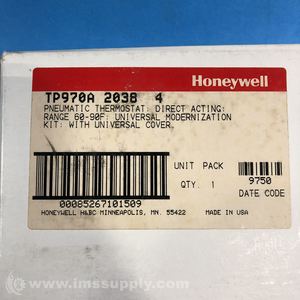 Honeywell
TP970A 2038 4
PNEUMATIC THERMOSTAT: DIRECT ACTING:
RANGE 60-90F: UNIVERSAL MODERNIZATION
KIT: WITH UNIVERSAL COVER.
UNIT PACK
QTY. 1
9750
DATE CODE
00085267101509
HONEYWELL H&BC MINNEAPOLIS, MN. 55422 MADE IN USA
© www.imssupply.com